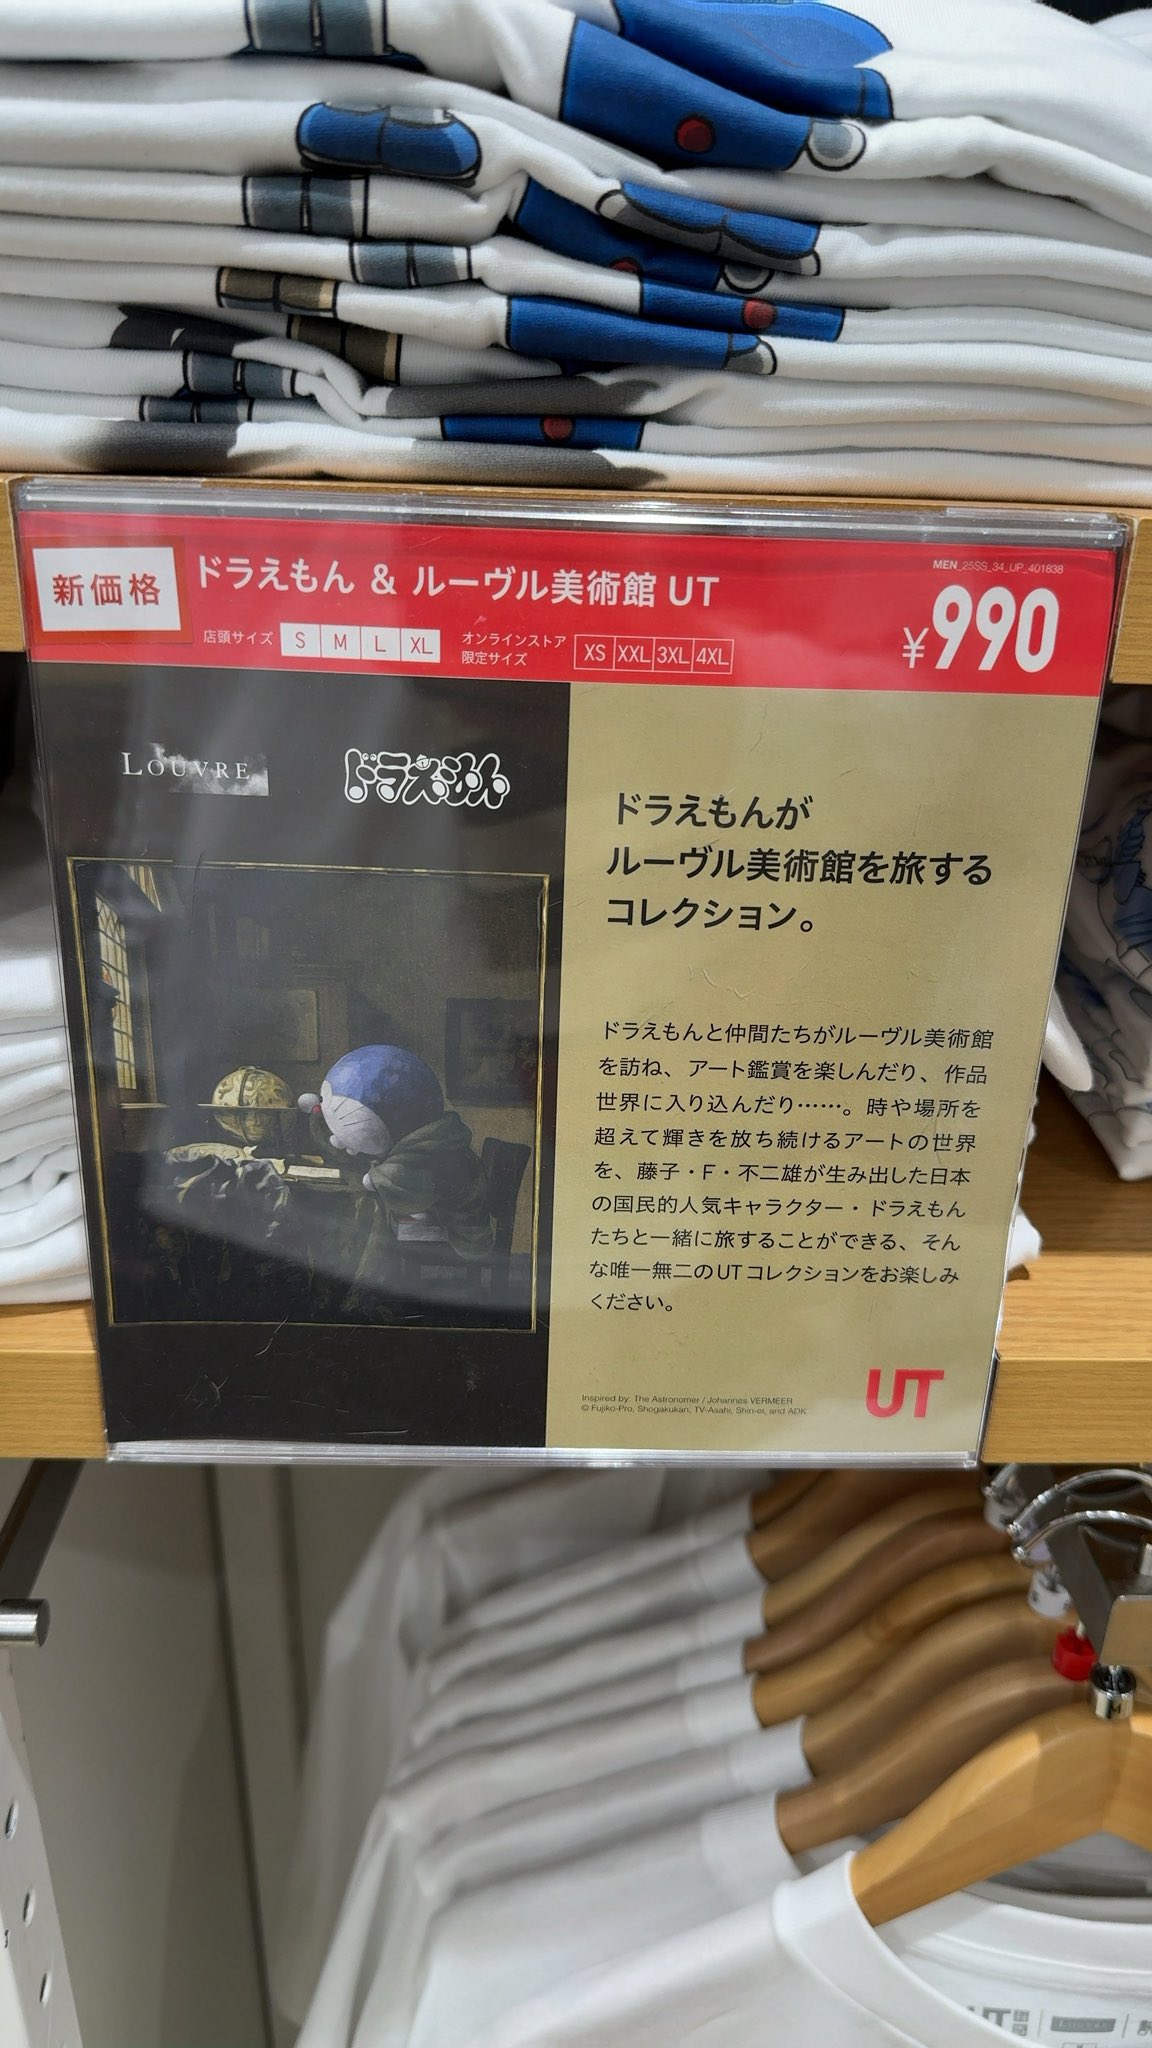 新価格
ドラえもん & ルーヴル美術館 UT
MEN_25SS_34_UP_401838
店頭サイズ S M L XL
オンラインストア
限定サイズ
XS XXL 3XL 4XL
¥990
LOUVRE
ドラえもん
ドラえもんが
ルーヴル美術館を旅する
コレクション。
ドラえもんと仲間たちがルーヴル美術館
を訪ね、アート鑑賞を楽しんだり、作品
世界に入り込んだり……。時や場所を
超えて輝きを放ち続けるアートの世界
を、藤子・F・不二雄が生み出した日本
の国民的人気キャラクター・ドラえもん
たちと一緒に旅することができる、そん
な唯一無二のUTコレクションをお楽しみ
ください。
Inspired by: The Astronomer / Johannes VERMEER
© Fujiko-Pro, Shogakukan, TV-Asahi, Shin-ei, and ADK
UT
M
UT
LOUVRE